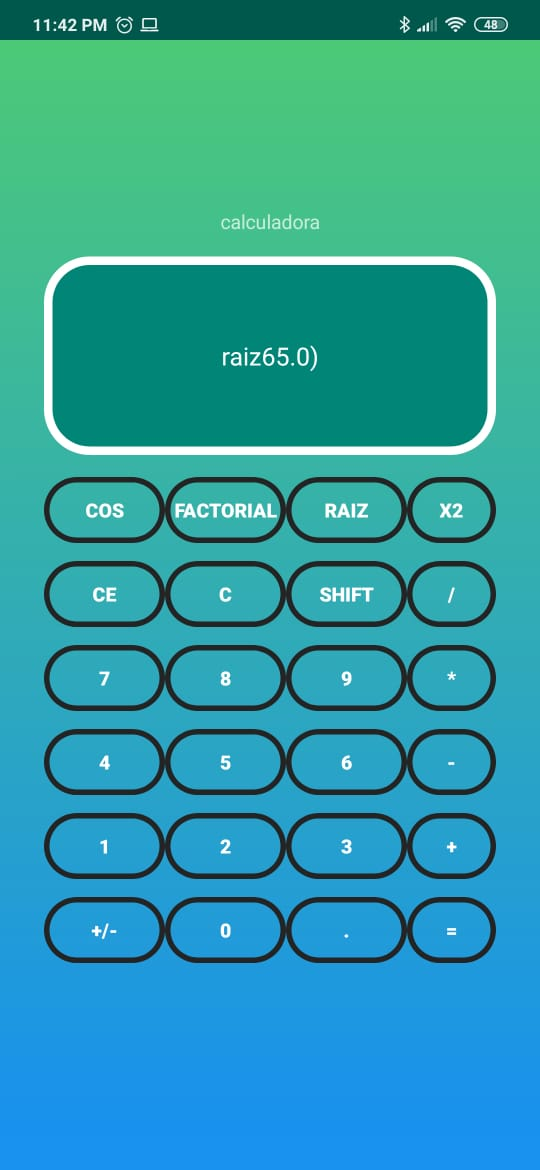 11:42 PM 48
calculadora
raiz65.0)
COS FACTORIAL RAIZ X2
CE C SHIFT /
7 8 9 *
4 5 6 -
1 2 3 +
+/- 0 . =